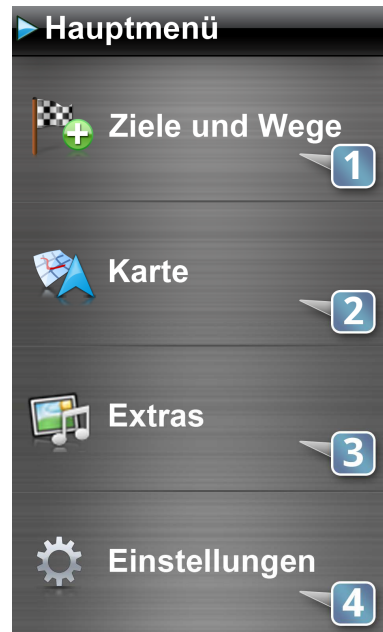 Hauptmenü
Ziele und Wege
1
Karte
2
Extras
3
Einstellungen
4